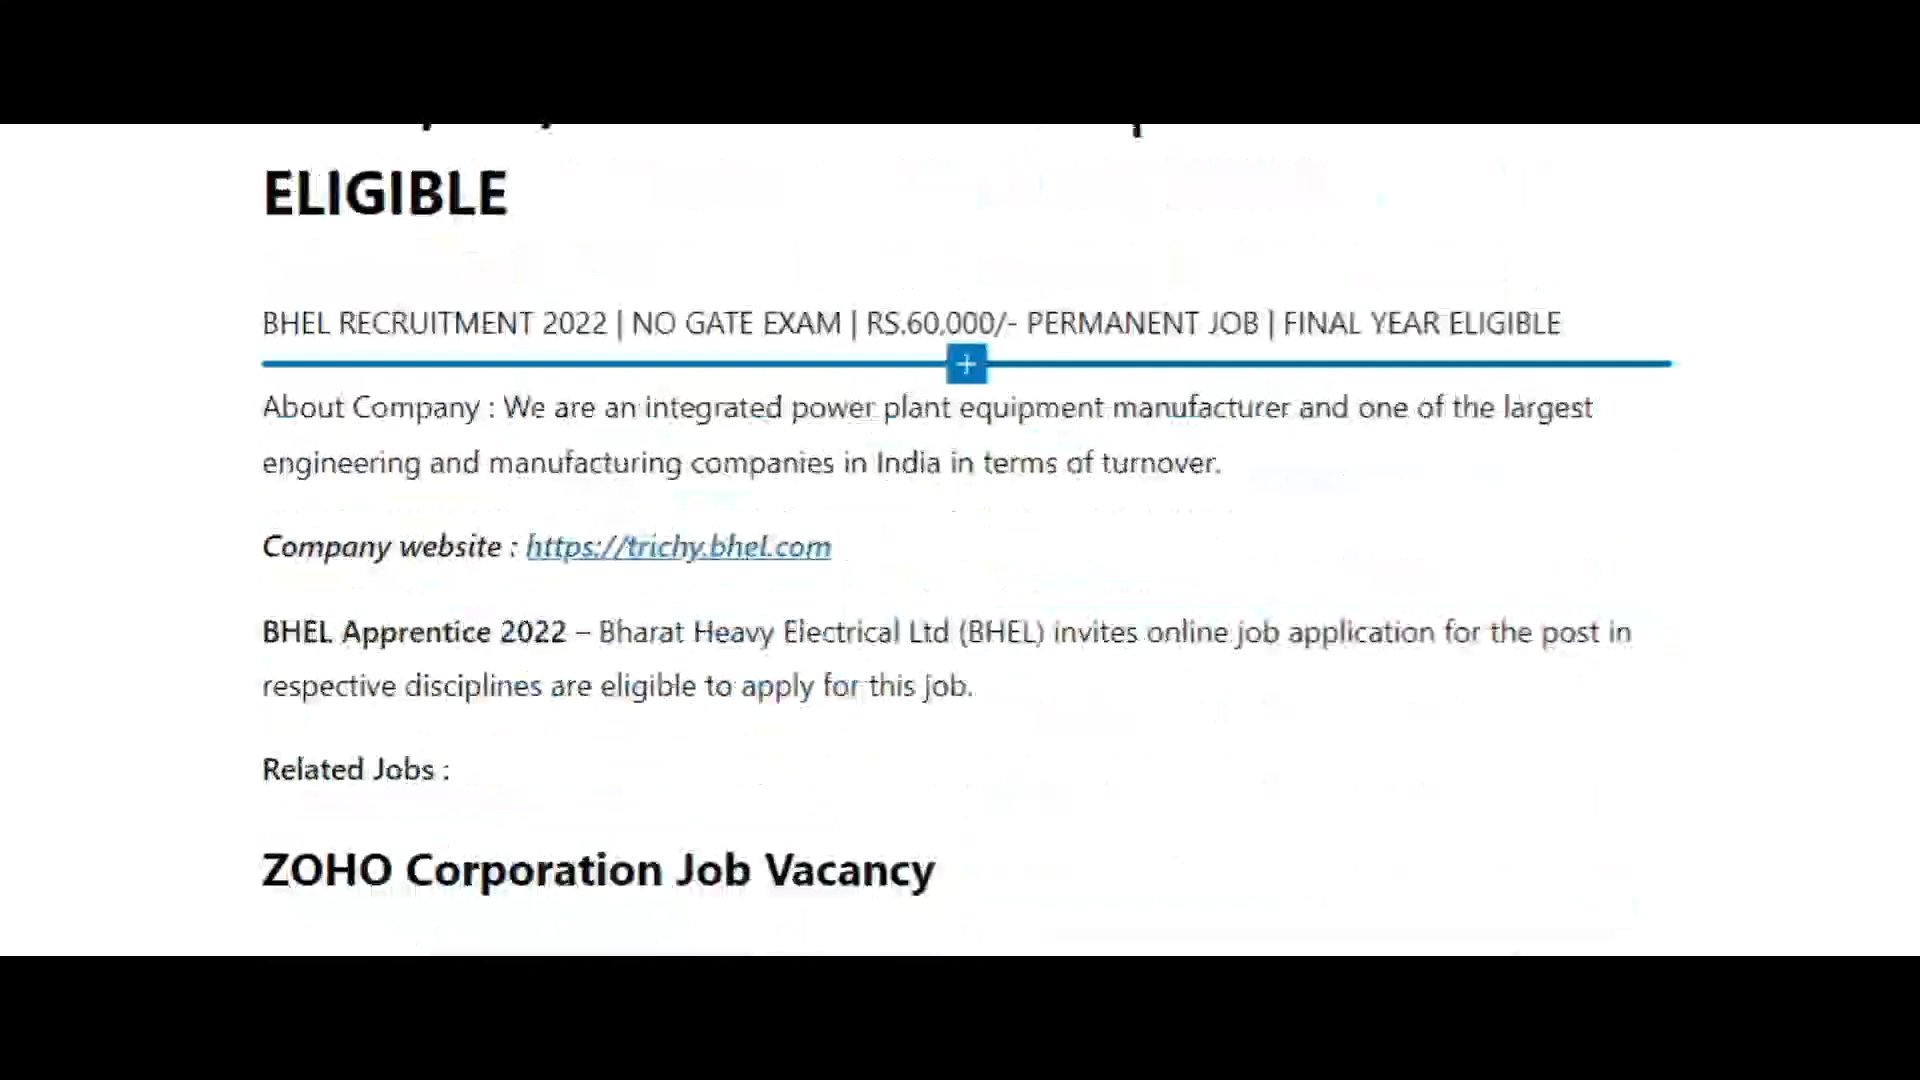 ELIGIBLE
BHEL RECRUITMENT 2022 | NO GATE EXAM | RS.60,000/- PERMANENT JOB | FINAL YEAR ELIGIBLE
About Company : We are an integrated power plant equipment manufacturer and one of the largest
engineering and manufacturing companies in India in terms of turnover.
Company website : https://trichy.bhel.com
BHEL Apprentice 2022 – Bharat Heavy Electrical Ltd (BHEL) invites online job application for the post in
respective disciplines are eligible to apply for this job.
Related Jobs :
ZOHO Corporation Job Vacancy